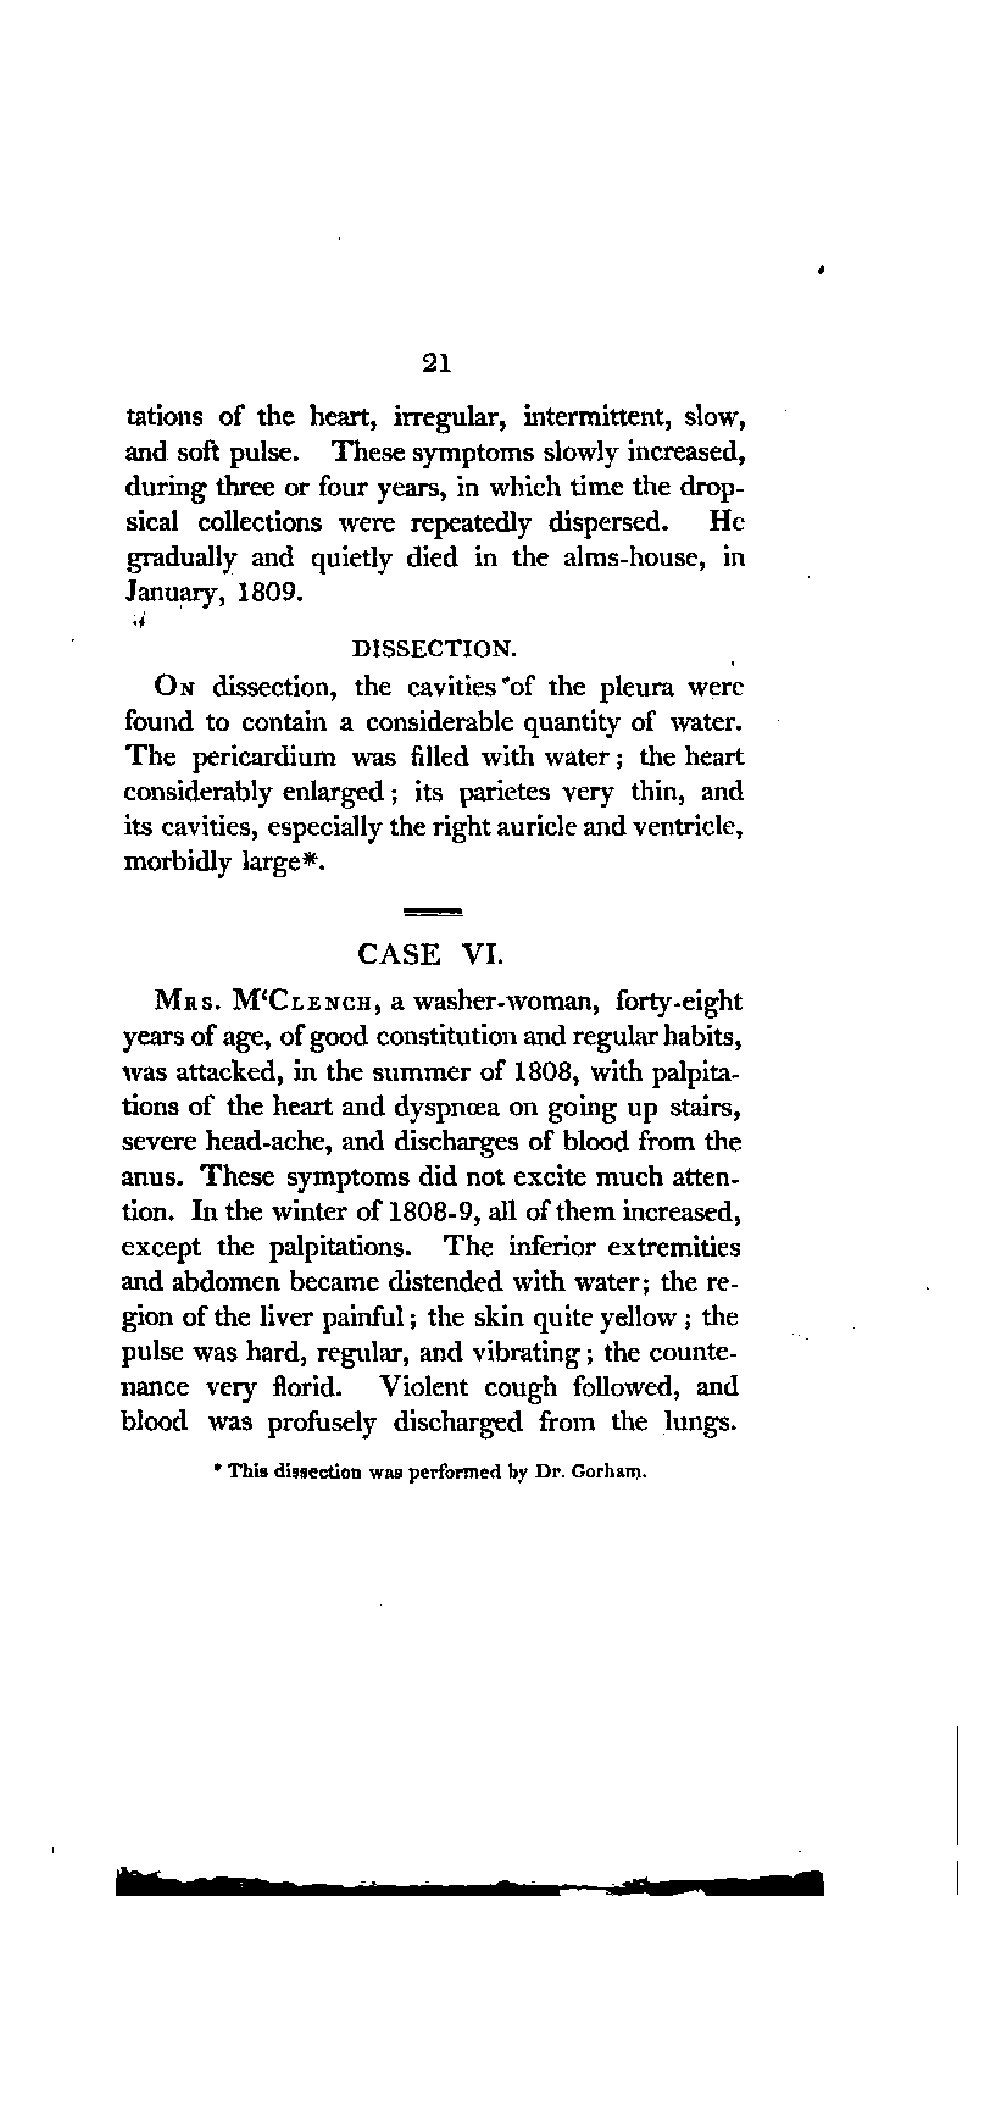 21
tations of the heart, irregular, intermittent, slow,
and soft pulse. These symptoms slowly increased,
during three or four years, in which time the drop-
sical collections were repeatedly dispersed. He
gradually and quietly died in the alms-house, in
January, 1809.
DISSECTION.
ON dissection, the cavities of the pleura were
found to contain a considerable quantity of water.
The pericardium was filled with water; the heart
considerably enlarged; its parietes very thin, and
its cavities, especially the right auricle and ventricle,
morbidly large*.
CASE VI.
MRS. M‘CLENCH, a washer-woman, forty-eight
years of age, of good constitution and regular habits,
was attacked, in the summer of 1808, with palpita-
tions of the heart and dyspnœa on going up stairs,
severe head-ache, and discharges of blood from the
anus. These symptoms did not excite much atten-
tion. In the winter of 1808-9, all of them increased,
except the palpitations. The inferior extremities
and abdomen became distended with water; the re-
gion of the liver painful; the skin quite yellow; the
pulse was hard, regular, and vibrating; the counte-
nance very florid. Violent cough followed, and
blood was profusely discharged from the lungs.
* This dissection was performed by Dr. Gorham.